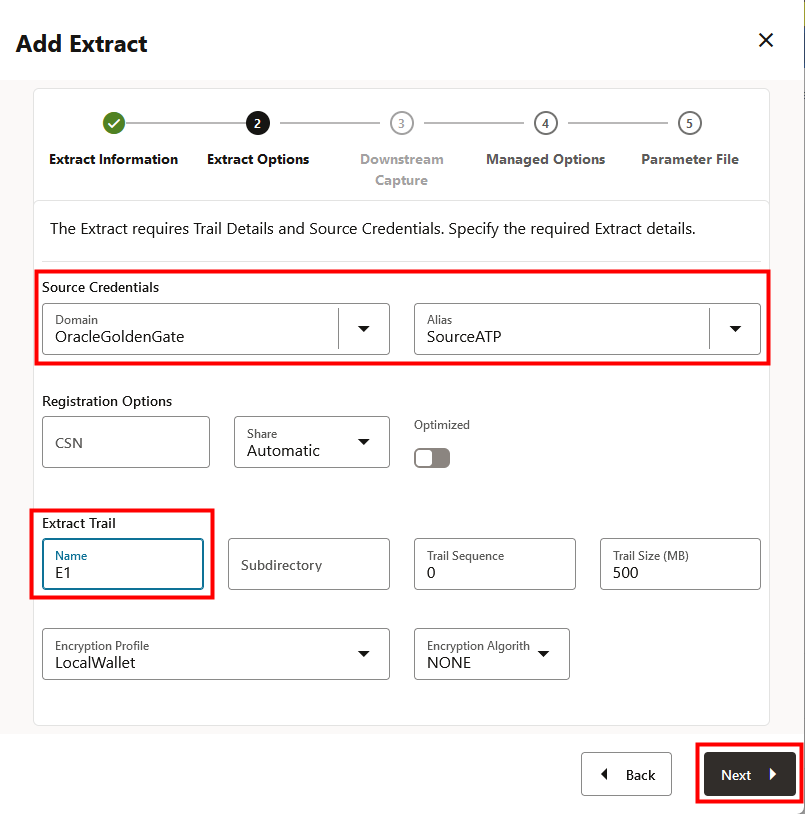 Add Extract
2
3
4
5
Extract Information
Extract Options
Downstream
Capture
Managed Options
Parameter File
The Extract requires Trail Details and Source Credentials. Specify the required Extract details.
Source Credentials
Domain
OracleGoldenGate
Alias
SourceATP
Registration Options
CSN
Share
Automatic
Optimized
Extract Trail
Name
E1
Subdirectory
Trail Sequence
0
Trail Size (MB)
500
Encryption Profile
LocalWallet
Encryption Algorith
NONE
Back
Next